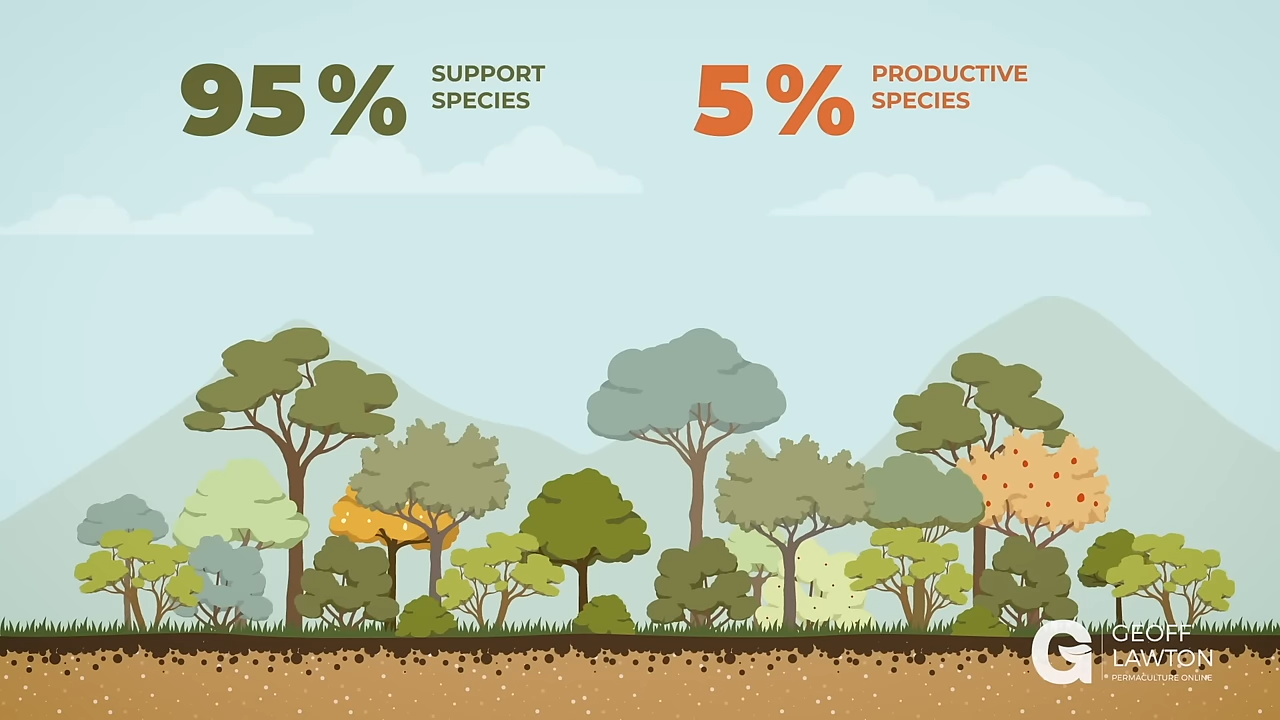 95% SUPPORT
SPECIES
5% PRODUCTIVE
SPECIES
GEOFF
LAWTON
PERMACULTURE ONLINE